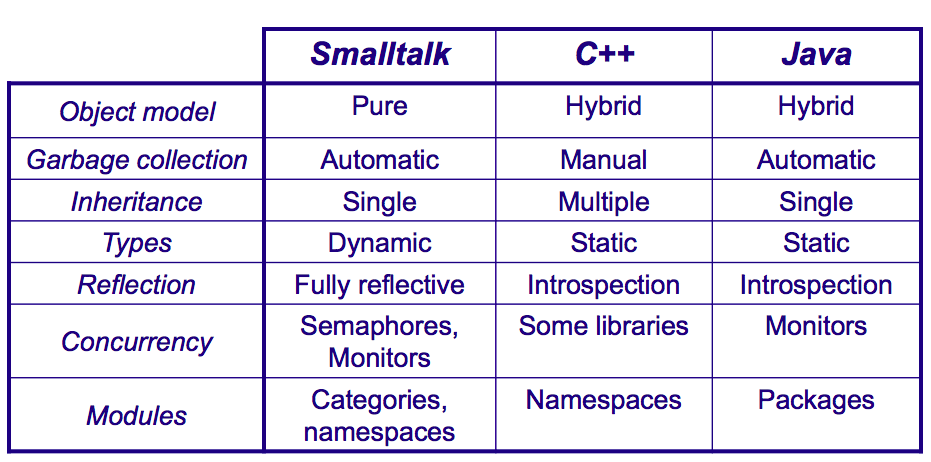 Smalltalk C++ Java
Object model Pure Hybrid Hybrid
Garbage collection Automatic Manual Automatic
Inheritance Single Multiple Single
Types Dynamic Static Static
Reflection Fully reflective Introspection Introspection
Concurrency Semaphores, Some libraries Monitors
Monitors
Modules Categories, Namespaces Packages
namespaces